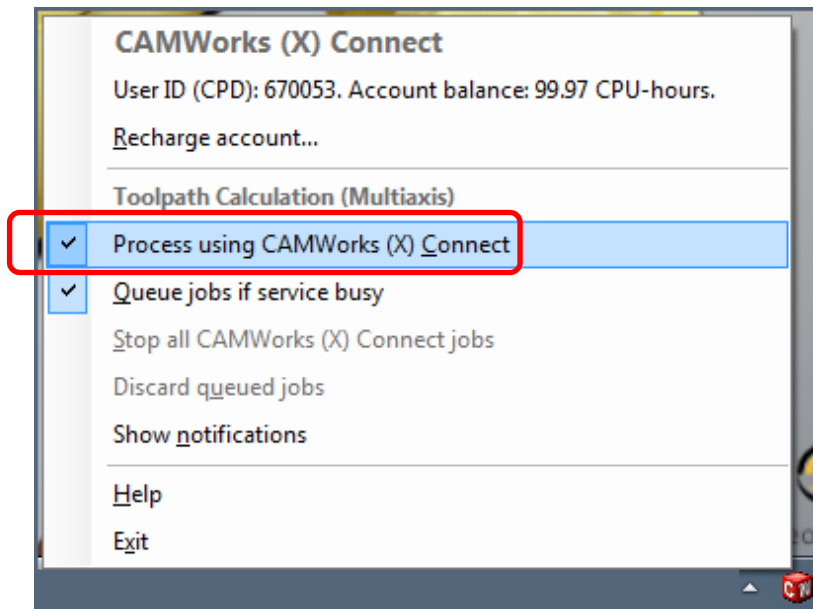 CAMWorks (X) Connect
User ID (CPD): 670053. Account balance: 99.97 CPU-hours.
Recharge account...
Toolpath Calculation (Multiaxis)
Process using CAMWorks (X) Connect
Queue jobs if service busy
Stop all CAMWorks (X) Connect jobs
Discard queued jobs
Show notifications
Help
Exit